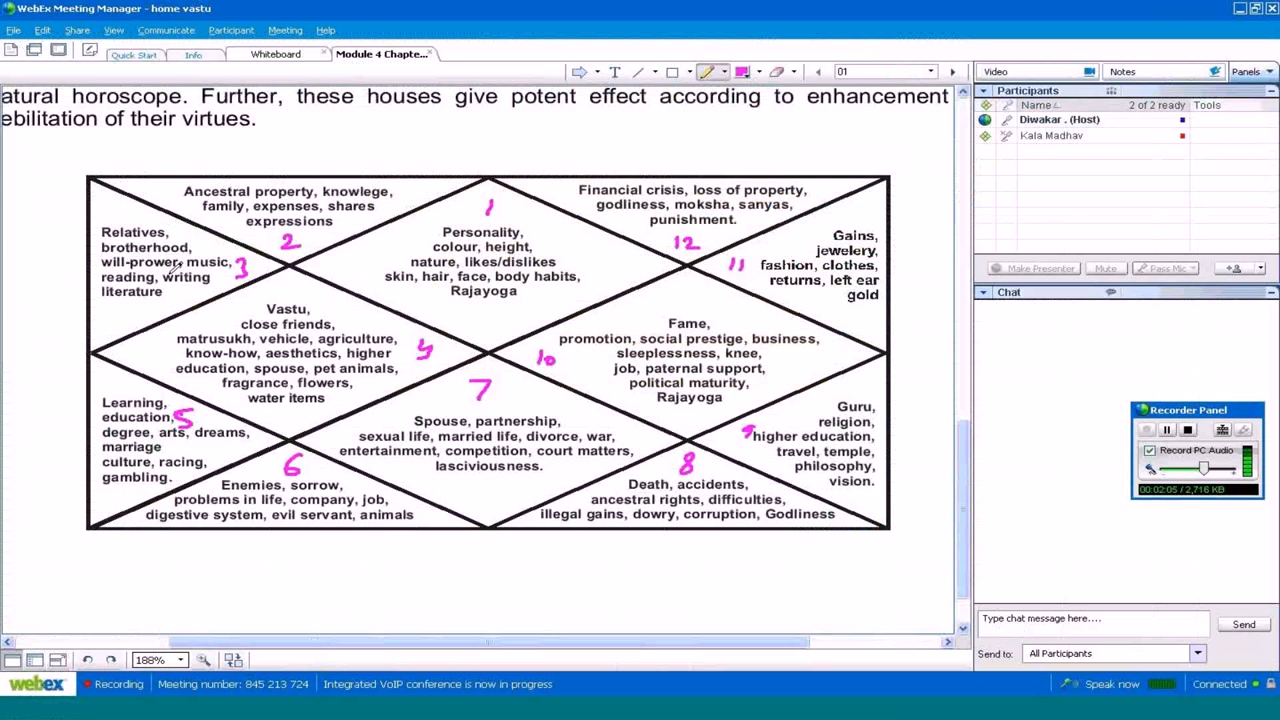 WebEx Meeting Manager - home vastu
File Edit Share View Communicate Participant Meeting Help
Quick Start Info Whiteboard Module 4 Chapte...
01
Video Notes Panels
Participants
Name 2 of 2 ready Tools
Diwakar . (Host)
Kala Madhav
Make Presenter Mute Pass Mic
Chat
atural horoscope. Further, these houses give potent effect according to enhancement
ebilitation of their virtues.
Ancestral property, knowlege,
family, expenses, shares
expressions
2
1
Personality,
colour, height,
nature, likes/dislikes
skin, hair, face, body habits,
Rajayoga
Financial crisis, loss of property,
godliness, moksha, sanyas,
punishment.
12
Relatives,
brotherhood,
will-prower, music,
reading, writing
literature
3
Gains,
jewelery,
fashion, clothes,
returns, left ear
gold
11
Vastu,
close friends,
matrusukh, vehicle, agriculture,
know-how, aesthetics, higher
education, spouse, pet animals,
fragrance, flowers,
water items
4
Fame,
promotion, social prestige, business,
sleeplessness, knee,
job, paternal support,
political maturity,
Rajayoga
10
Learning,
education,
degree, arts, dreams,
marriage
culture, racing,
gambling.
5
7
Spouse, partnership,
sexual life, married life, divorce, war,
entertainment, competition, court matters,
lasciviousness.
Guru,
religion,
higher education,
travel, temple,
philosophy,
vision.
9
6
Enemies, sorrow,
problems in life, company, job,
digestive system, evil servant, animals
8
Death, accidents,
ancestral rights, difficulties,
illegal gains, dowry, corruption, Godliness
Recorder Panel
Record PC Audio
00:02:05 / 2,716 KB
Type chat message here....
Send
Send to: All Participants
188%
webex Recording Meeting number: 845 213 724 Integrated VoIP conference is now in progress Speak now Connected